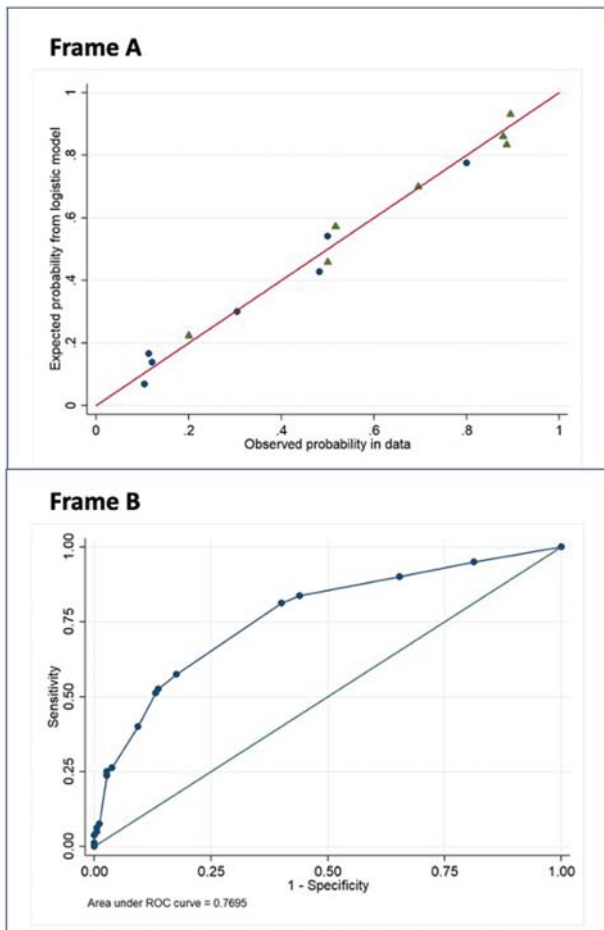 Frame A
Expected probability from logistic model
1
.8
.6
.4
.2
0
0 .2 .4 .6 .8 1
Observed probability in data
Frame B
Sensitivity
1.00
0.75
0.50
0.25
0.00
0.00 0.25 0.50 0.75 1.00
1 - Specificity
Area under ROC curve = 0.7695